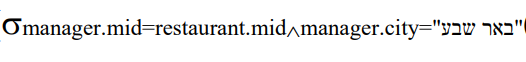 σmanager.mid=restaurant.mid∧manager.city="באר שבע"(